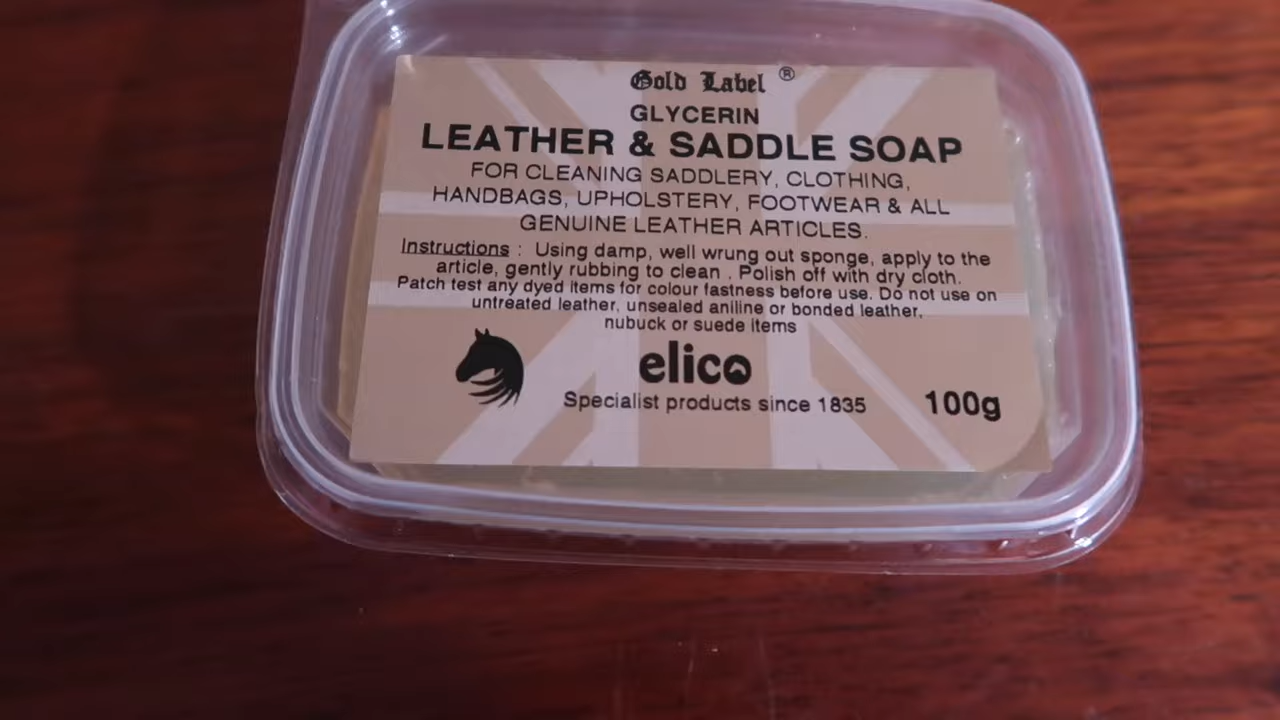 Gold Label ®
GLYCERIN
LEATHER & SADDLE SOAP
FOR CLEANING SADDLERY, CLOTHING,
HANDBAGS, UPHOLSTERY, FOOTWEAR & ALL
GENUINE LEATHER ARTICLES.
Instructions : Using damp, well wrung out sponge, apply to the
article, gently rubbing to clean . Polish off with dry cloth.
Patch test any dyed items for colour fastness before use. Do not use on
untreated leather, unsealed aniline or bonded leather,
nubuck or suede items
elico
Specialist products since 1835
100g